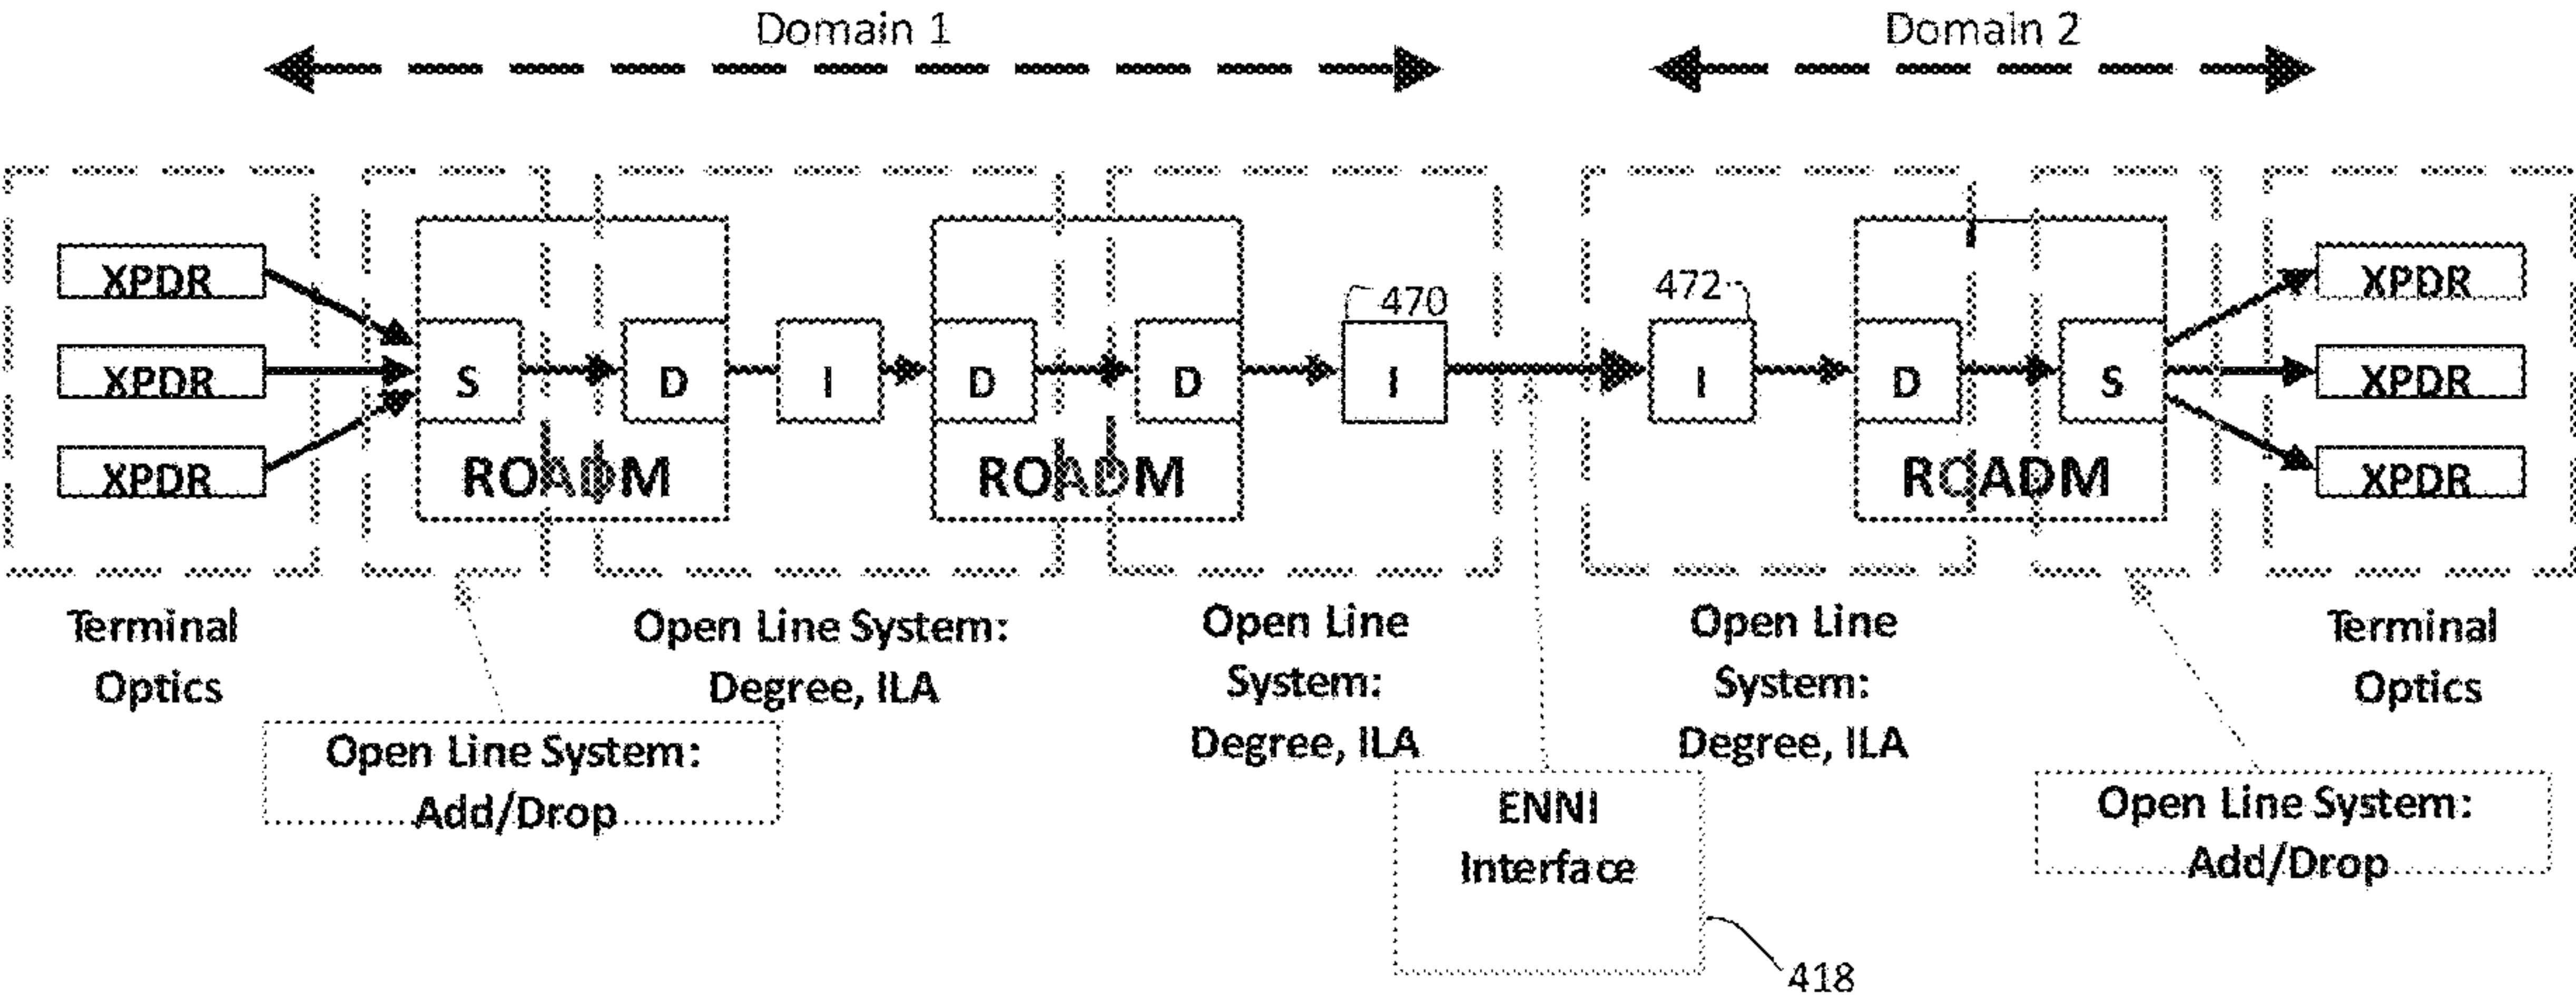 Domain 1
Domain 2
470
472
XPDR
XPDR
XPDR
S
D
I
D
D
I
I
D
S
XPDR
XPDR
XPDR
ROADM
ROADM
ROADM
Terminal
Optics
Open Line System:
Degree, ILA
Open Line
System:
Degree, ILA
Open Line
System:
Degree, ILA
Terminal
Optics
Open Line System:
Add/Drop
ENNI
Interface
Open Line System:
Add/Drop
418